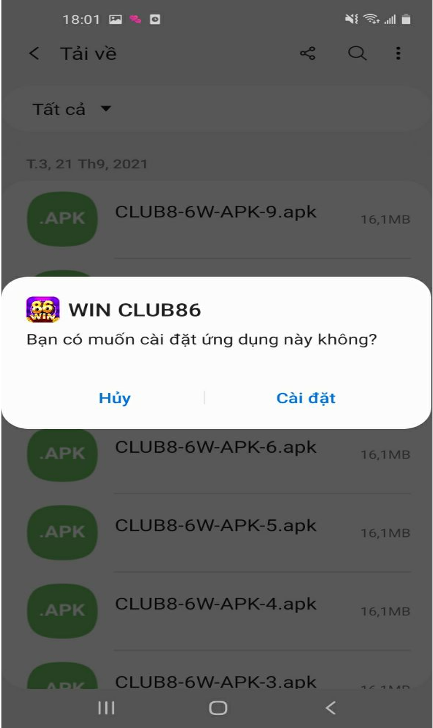 18:01
Tải về
Tất cả
T.3, 21 Th9, 2021
.APK
CLUB8-6W-APK-9.apk
16,1MB
86
WIN
WIN CLUB86
Bạn có muốn cài đặt ứng dụng này không?
Hủy
Cài đặt
.APK
CLUB8-6W-APK-6.apk
16,1MB
.APK
CLUB8-6W-APK-5.apk
16,1MB
.APK
CLUB8-6W-APK-4.apk
16,1MB
.APK
CLUB8-6W-APK-3.apk
16,1MB